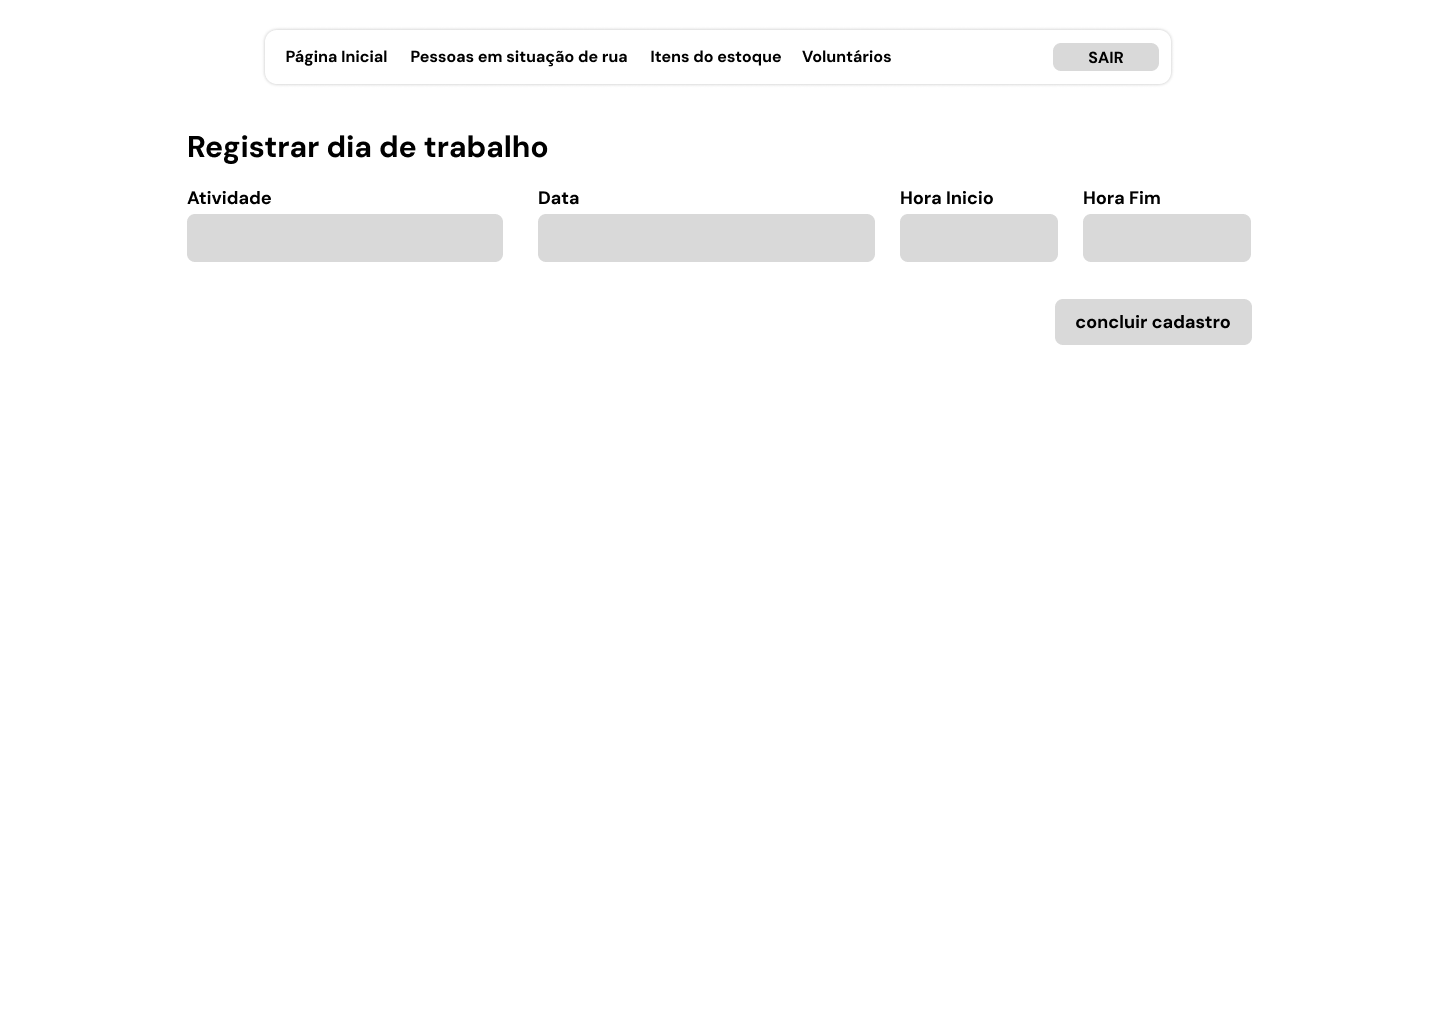 Página Inicial Pessoas em situação de rua Itens do estoque Voluntários SAIR
Registrar dia de trabalho
Atividade Data Hora Inicio Hora Fim
concluir cadastro